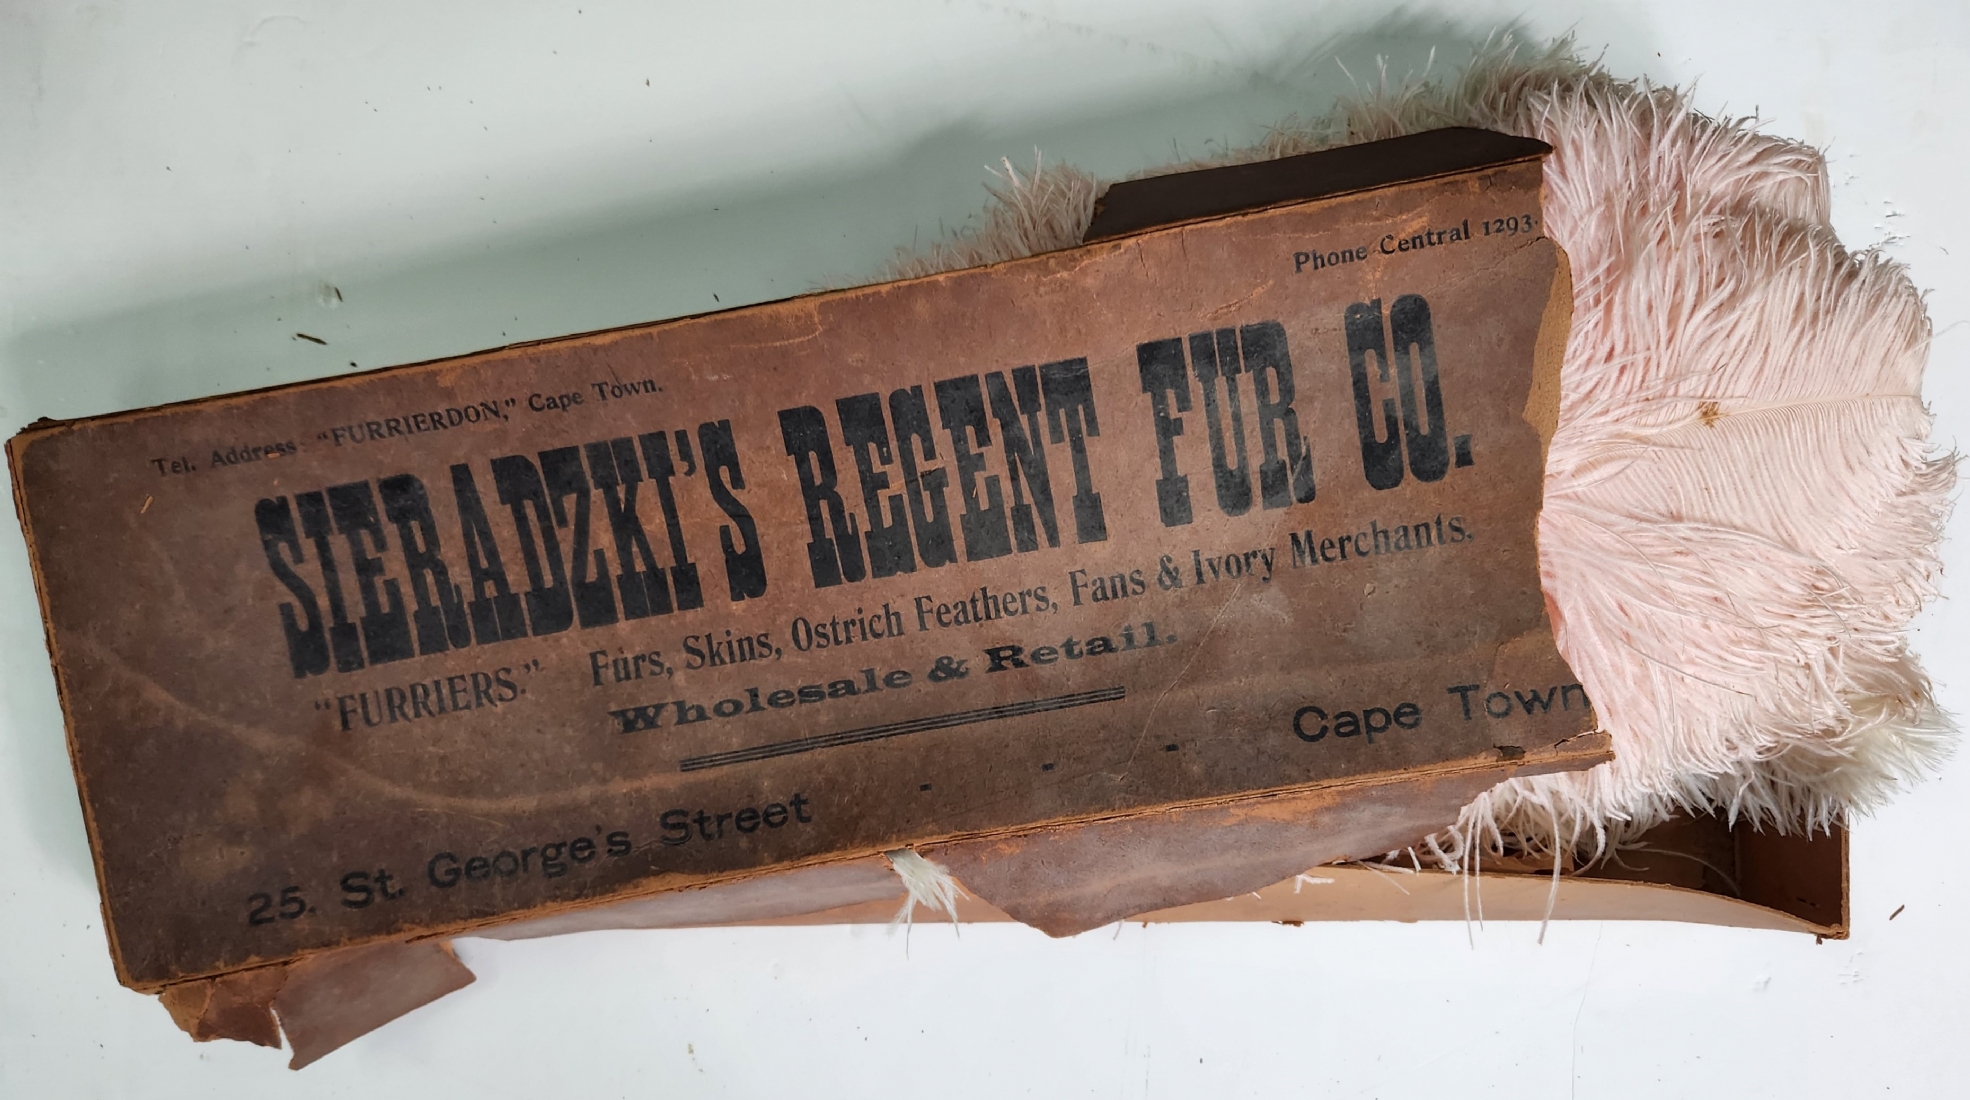 Tel. Address "FURRIERDON," Cape Town.
Phone Central 1293.
SIERADZKI'S REGENT FUR CO.
"FURRIERS." Furs, Skins, Ostrich Feathers, Fans & Ivory Merchants.
Wholesale & Retail.
25. St. George's Street - - - Cape Town